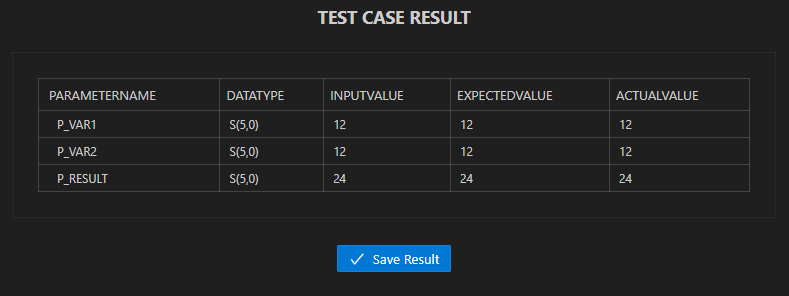 TEST CASE RESULT
PARAMETERNAME DATATYPE INPUTVALUE EXPECTEDVALUE ACTUALVALUE
P_VAR1 S(5,0) 12 12 12
P_VAR2 S(5,0) 12 12 12
P_RESULT S(5,0) 24 24 24
Save Result